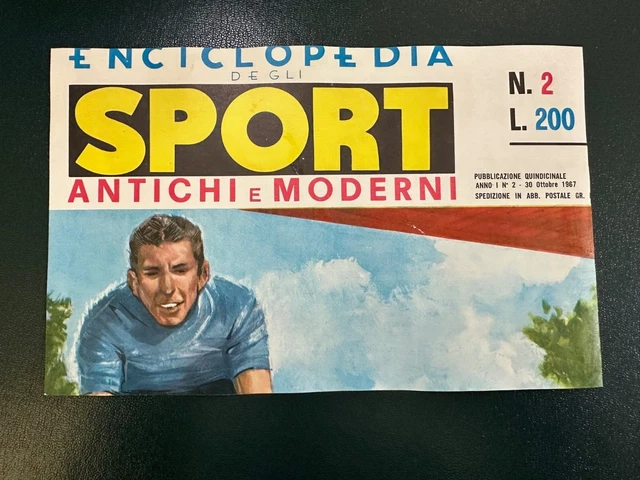 ENCICLOPEDIA
DEGLI
SPORT
ANTICHI E MODERNI
N. 2
L. 200
PUBBLICAZIONE QUINDICINALE
ANNO I N° 2 - 30 Ottobre 1967
SPEDIZIONE IN ABB. POSTALE GR.